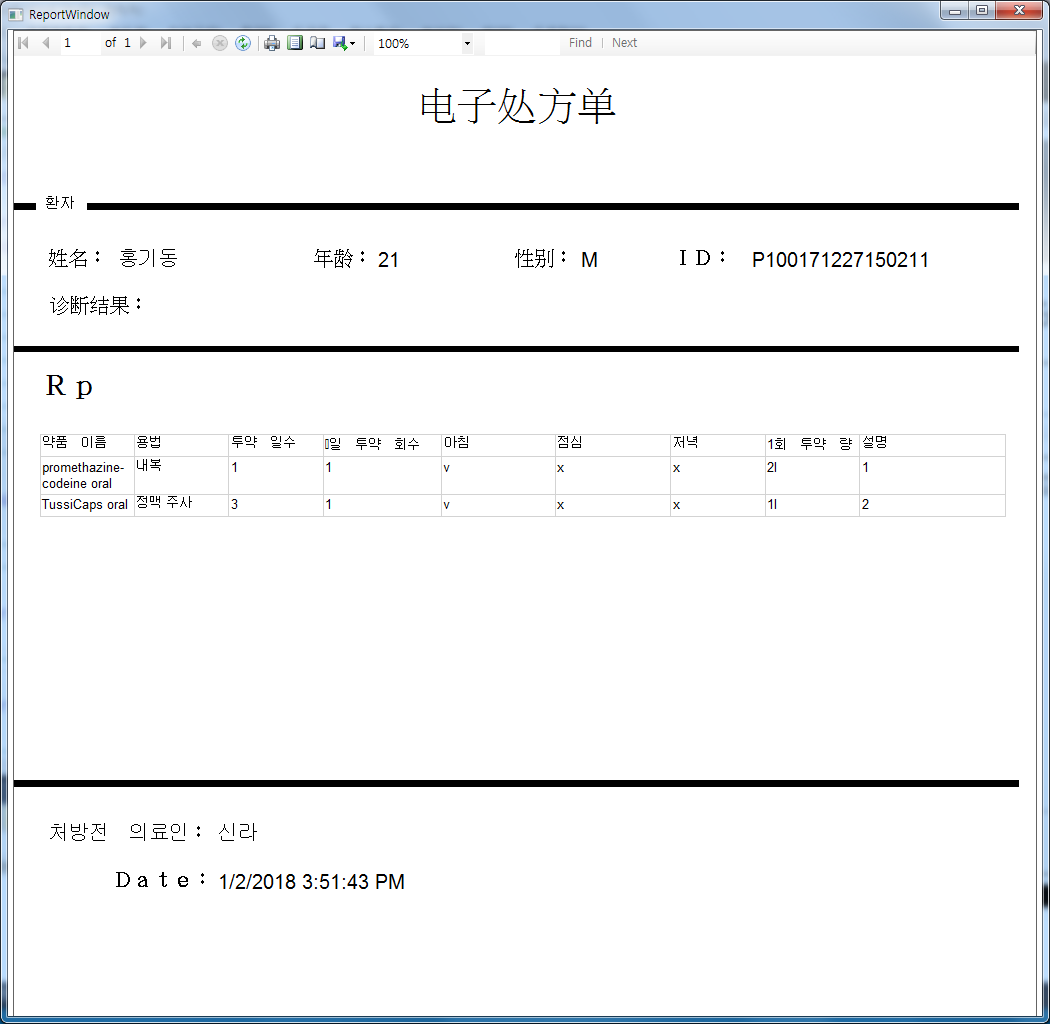 ReportWindow
1 of 1 100% Find | Next
电子处方单
환자
姓名： 홍기동 年龄：21 性别： M ID： P100171227150211
诊断结果：
Rp
약품 이름 용법 투약 일수 일 투약 회수 아침 점심 저녁 1회 투약 량 설명
promethazine-codeine oral 내복 1 1 v x x 2l 1
TussiCaps oral 정맥 주사 3 1 v x x 1l 2
처방전 의료인： 신라
Date：1/2/2018 3:51:43 PM